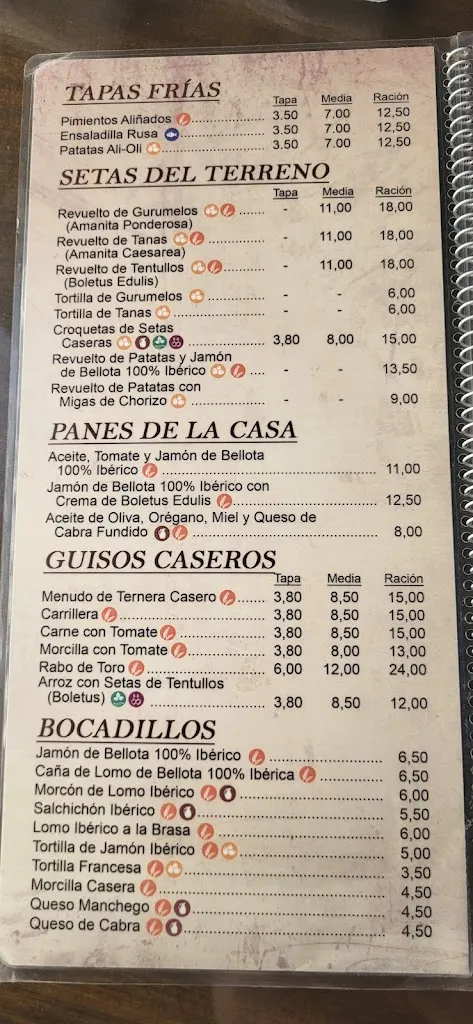 TAPAS FRÍAS
Tapa Media Ración
Pimientos Aliñados 3.50 7.00 12,50
Ensaladilla Rusa 3.50 7.00 12,50
Patatas Ali-Oli 3.50 7.00 12,50
SETAS DEL TERRENO
Tapa Media Ración
Revuelto de Gurumelos - 11,00 18,00
(Amanita Ponderosa)
Revuelto de Tanas - 11,00 18,00
(Amanita Caesarea)
Revuelto de Tentullos - 11,00 18,00
(Boletus Edulis)
Tortilla de Gurumelos - - 6,00
Tortilla de Tanas - - 6,00
Croquetas de Setas
Caseras 3,80 8,00 15,00
Revuelto de Patatas y Jamón
de Bellota 100% Ibérico - - 13,50
Revuelto de Patatas con
Migas de Chorizo - - 9,00
PANES DE LA CASA
Aceite, Tomate y Jamón de Bellota
100% Ibérico 11,00
Jamón de Bellota 100% Ibérico con
Crema de Boletus Edulis 12,50
Aceite de Oliva, Orégano, Miel y Queso de
Cabra Fundido 8,00
GUISOS CASEROS
Tapa Media Ración
Menudo de Ternera Casero 3,80 8,50 15,00
Carrillera 3,80 8,50 15,00
Carne con Tomate 3,80 8,50 15,00
Morcilla con Tomate 3,80 8,00 13,00
Rabo de Toro 6,00 12,00 24,00
Arroz con Setas de Tentullos
(Boletus) 3,80 8,50 12,00
BOCADILLOS
Jamón de Bellota 100% Ibérico 6,50
Caña de Lomo de Bellota 100% Ibérica 6,50
Morcón de Lomo Ibérico 6,00
Salchichón Ibérico 5,50
Lomo Ibérico a la Brasa 6,00
Tortilla de Jamón Ibérico 5,00
Tortilla Francesa 3,50
Morcilla Casera 4,50
Queso Manchego 4,50
Queso de Cabra 4,50